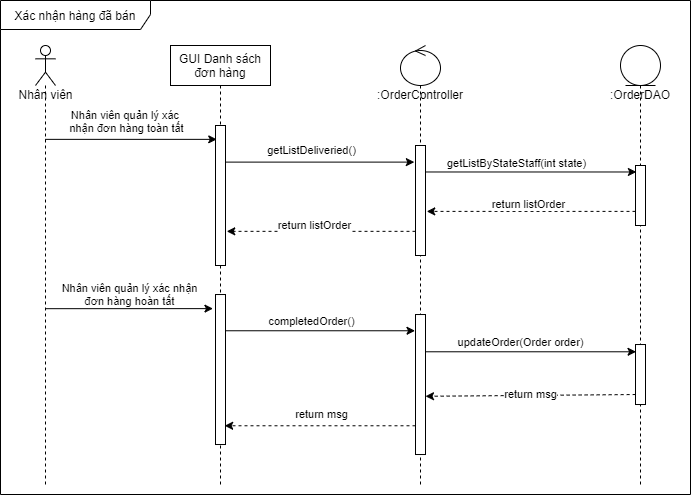 Xác nhận hàng đã bán
GUI Danh sách
đơn hàng
Nhân viên
:OrderController
:OrderDAO
Nhân viên quản lý xác
nhận đơn hàng toàn tất
getListDeliveried()
getListByStateStaff(int state)
return listOrder
return listOrder
Nhân viên quản lý xác nhận
đơn hàng hoàn tất
completedOrder()
updateOrder(Order order)
return msg
return msg